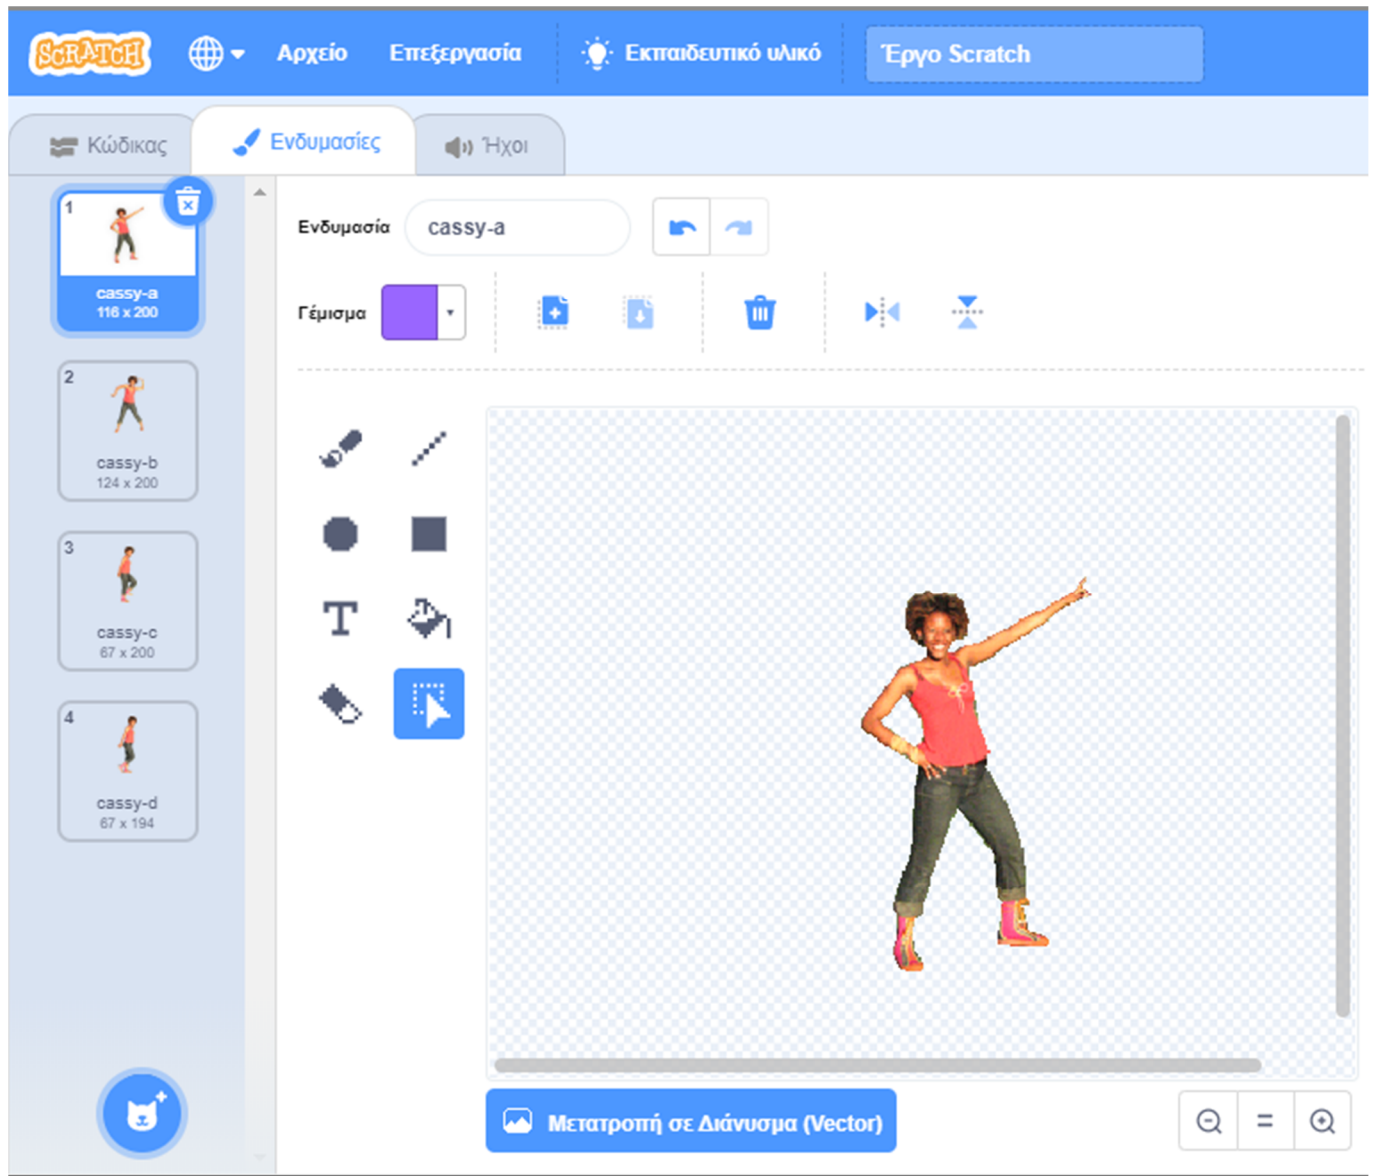 SCRATCH Αρχείο Επεξεργασία Εκπαιδευτικό υλικό Έργο Scratch
Κώδικας Ενδυμασίες Ήχοι
1
cassy-a
116 x 200
2
cassy-b
124 x 200
3
cassy-c
67 x 200
4
cassy-d
67 x 194
Ενδυμασία cassy-a
Γέμισμα
T
Μετατροπή σε Διάνυσμα (Vector)